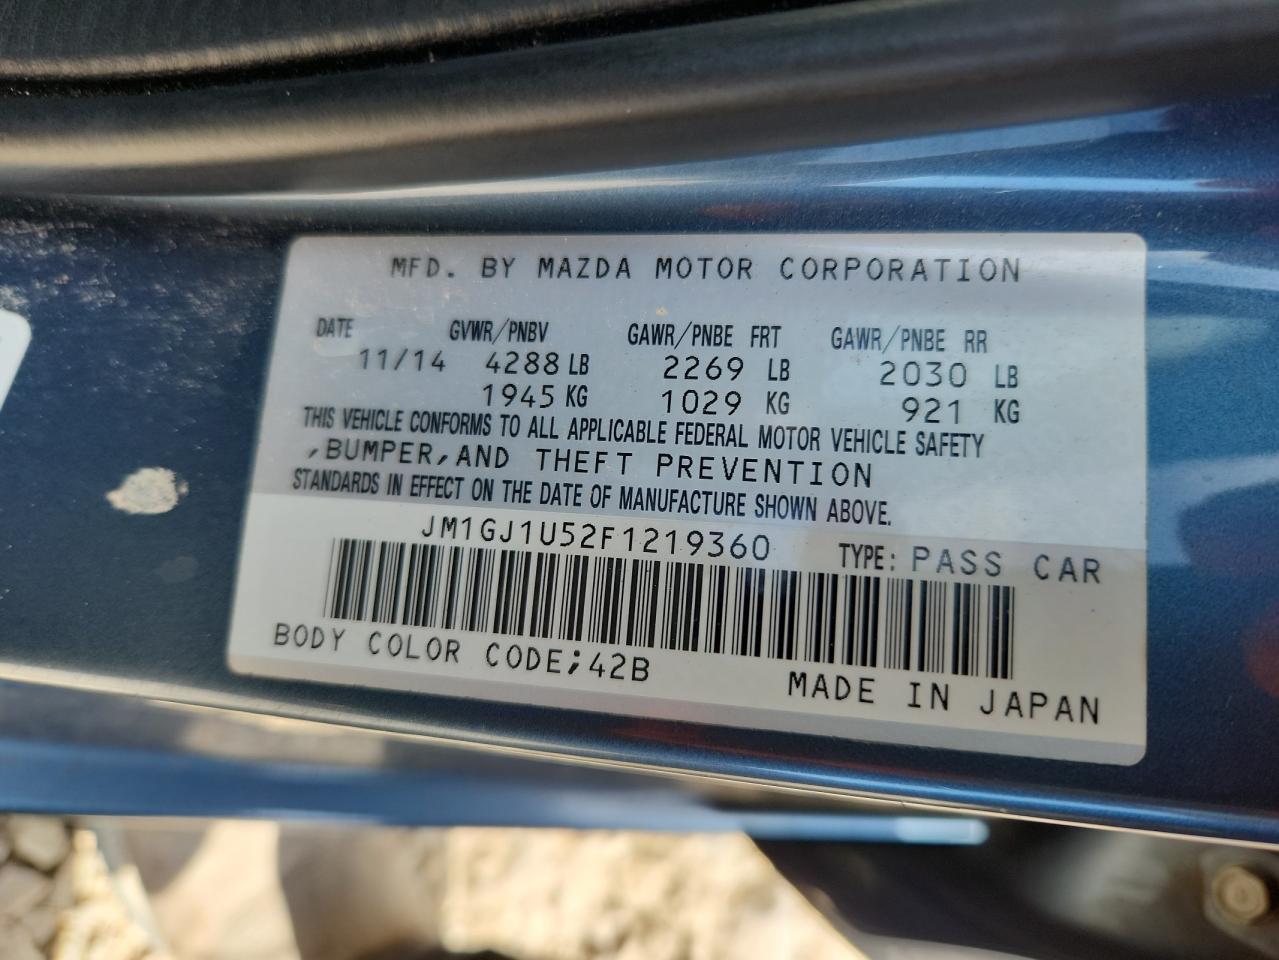 MFD. BY MAZDA MOTOR CORPORATION
DATE GVWR/PNBV GAWR/PNBE FRT GAWR/PNBE RR
11/14 4288 LB 2269 LB 2030 LB
1945 KG 1029 KG 921 KG
THIS VEHICLE CONFORMS TO ALL APPLICABLE FEDERAL MOTOR VEHICLE SAFETY
,BUMPER,AND THEFT PREVENTION
STANDARDS IN EFFECT ON THE DATE OF MANUFACTURE SHOWN ABOVE.
JM1GJ1U52F1219360 TYPE: PASS CAR
BODY COLOR CODE;42B
MADE IN JAPAN